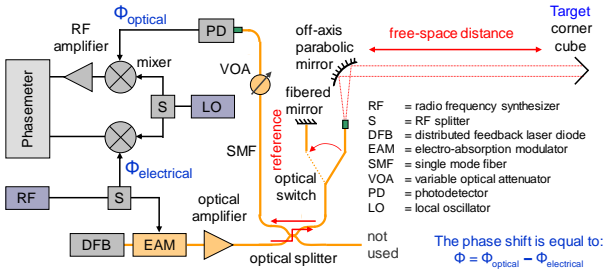 Φoptical
RF
amplifier
mixer
PD
VOA
off-axis
parabolic
mirror
free-space distance
Target
corner
cube
Phasemeter
S
LO
fibered
mirror
reference
SMF
Φelectrical
RF
S
optical
switch
optical
amplifier
DFB
EAM
optical splitter
not
used
RF = radio frequency synthesizer
S = RF splitter
DFB = distributed feedback laser diode
EAM = electro-absorption modulator
SMF = single mode fiber
VOA = variable optical attenuator
PD = photodetector
LO = local oscillator
The phase shift is equal to:
Φ = Φoptical − Φelectrical